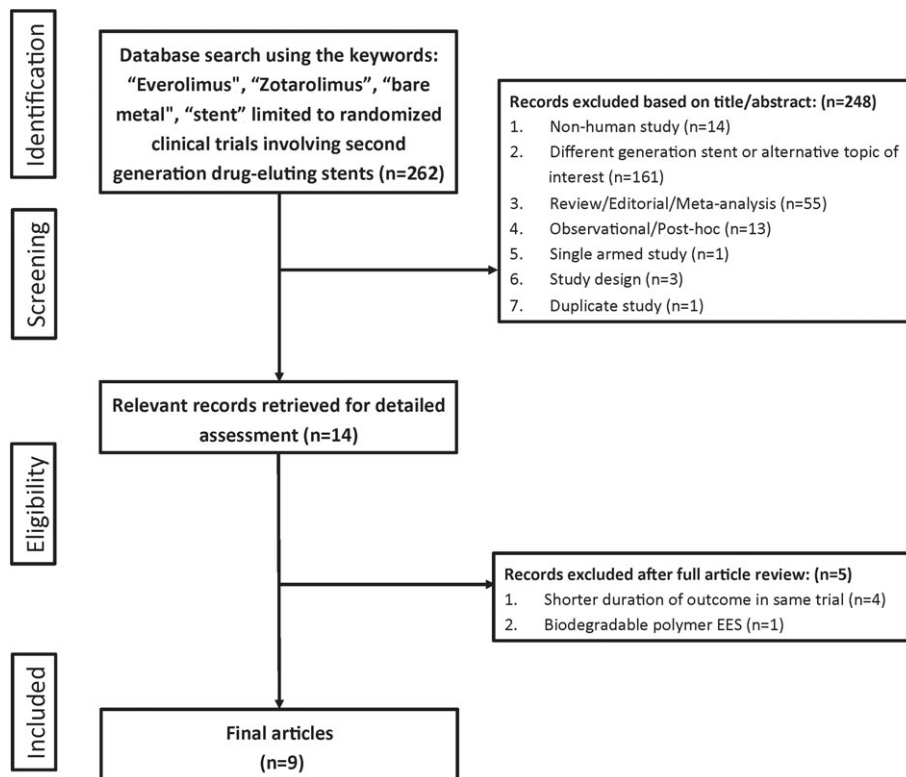 Identification
Database search using the keywords:
“Everolimus", “Zotarolimus”, “bare
metal", “stent” limited to randomized
clinical trials involving second
generation drug-eluting stents (n=262)
Records excluded based on title/abstract: (n=248)
1. Non-human study (n=14)
2. Different generation stent or alternative topic of
interest (n=161)
3. Review/Editorial/Meta-analysis (n=55)
4. Observational/Post-hoc (n=13)
5. Single armed study (n=1)
6. Study design (n=3)
7. Duplicate study (n=1)
Screening
Relevant records retrieved for detailed
assessment (n=14)
Eligibility
Records excluded after full article review: (n=5)
1. Shorter duration of outcome in same trial (n=4)
2. Biodegradable polymer EES (n=1)
Included
Final articles
(n=9)